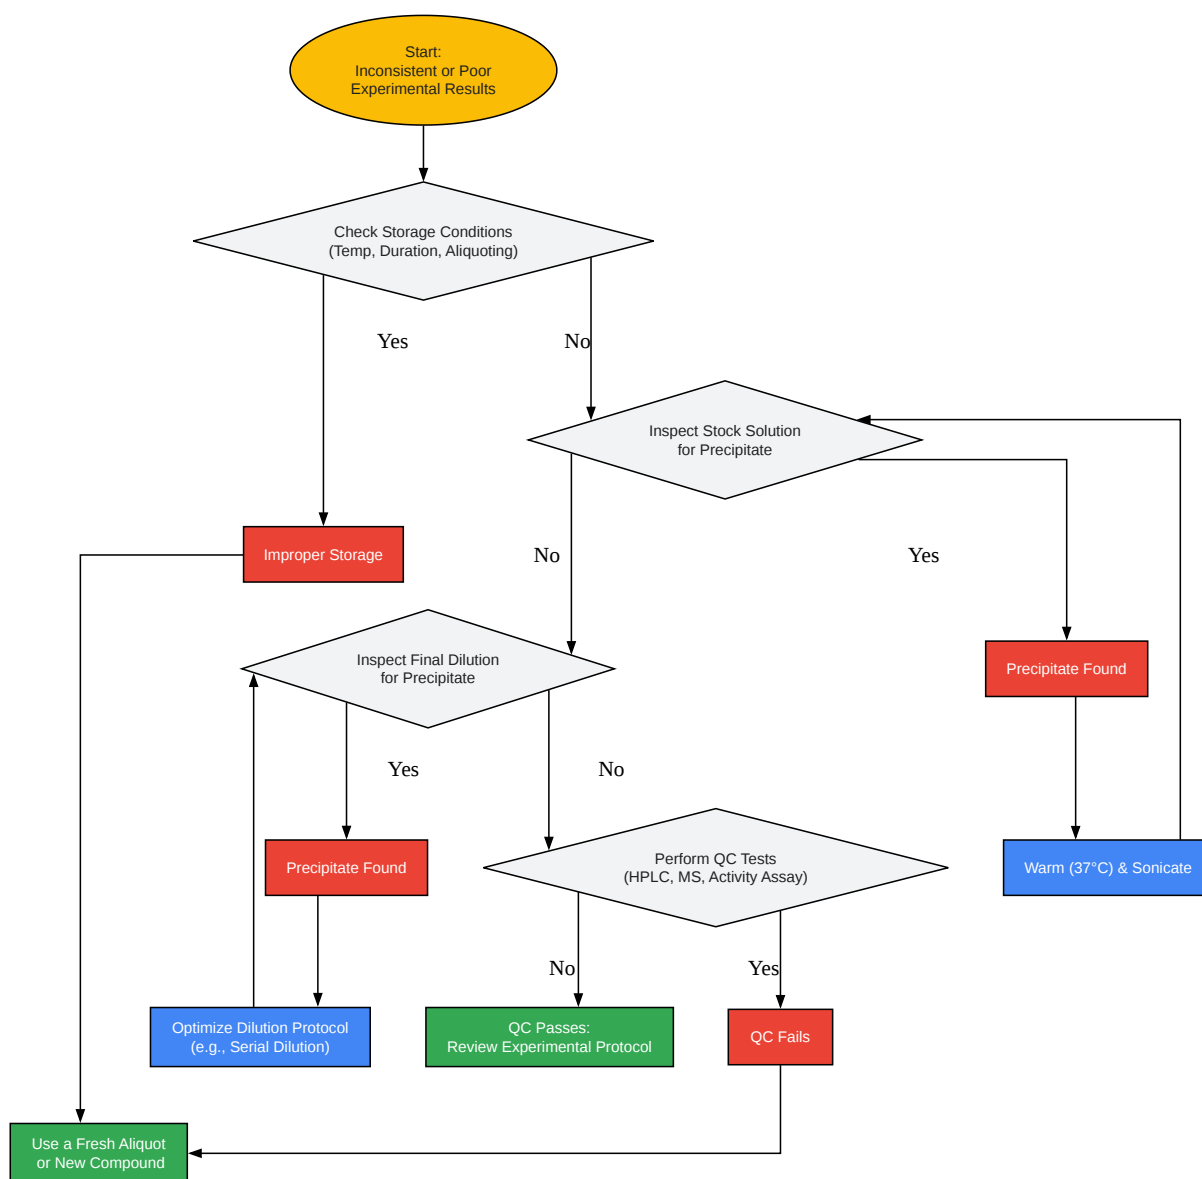 Start:
Inconsistent or Poor
Experimental Results
Check Storage Conditions
(Temp, Duration, Aliquoting)
Yes
No
Inspect Stock Solution
for Precipitate
Improper Storage
No
Yes
Inspect Final Dilution
for Precipitate
Precipitate Found
Yes
No
Precipitate Found
Perform QC Tests
(HPLC, MS, Activity Assay)
Warm (37°C) & Sonicate
No
Yes
Optimize Dilution Protocol
(e.g., Serial Dilution)
QC Passes:
Review Experimental Protocol
QC Fails
Use a Fresh Aliquot
or New Compound